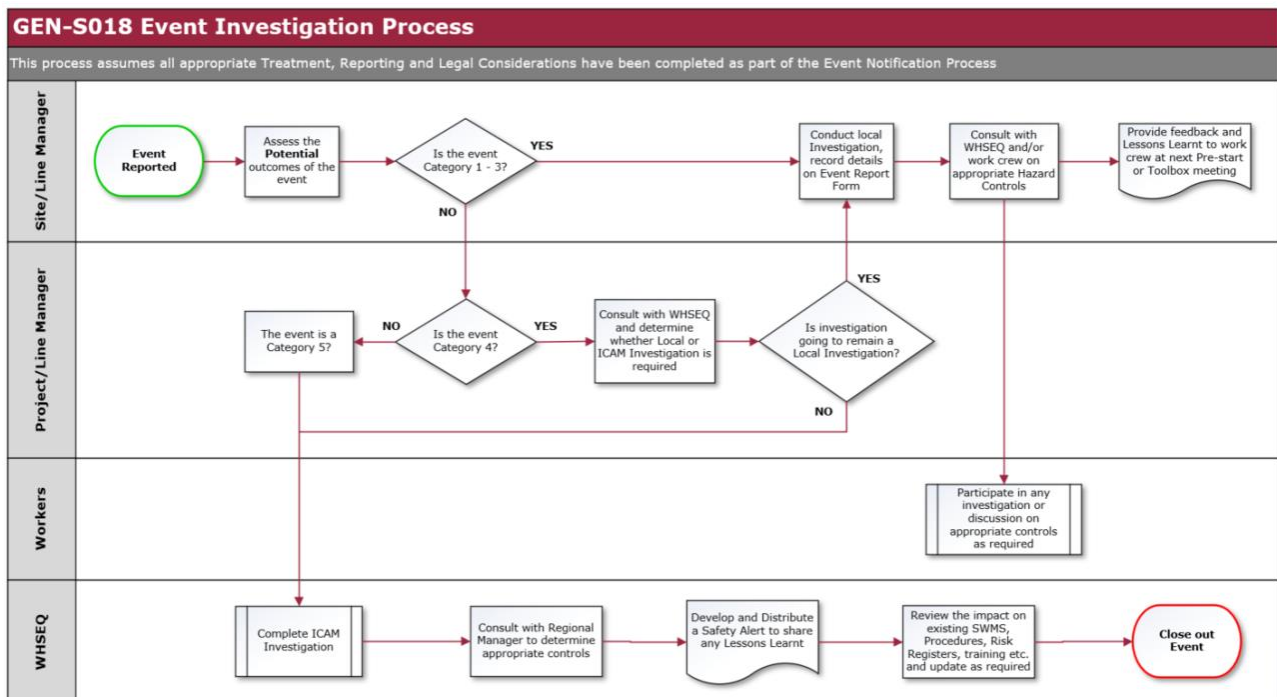 GEN-S018 Event Investigation Process
This process assumes all appropriate Treatment, Reporting and Legal Considerations have been completed as part of the Event Notification Process
Site/Line Manager
Event
Reported
Assess the
Potential
outcomes of the
event
Is the event
Category 1 - 3?
YES
NO
Conduct local
Investigation,
record details
on Event Report
Form
Consult with
WHSEQ and/or
work crew on
appropriate Hazard
Controls
Provide feedback and
Lessons Learnt to work
crew at next Pre-start
or Toolbox meeting
Project/Line Manager
The event is a
Category 5?
NO
Is the event
Category 4?
YES
Consult with WHSEQ
and determine
whether Local or
ICAM Investigation is
required
Is investigation
going to remain a
Local Investigation?
YES
NO
Workers
Participate in any
investigation or
discussion on
appropriate controls
as required
WHSEQ
Complete ICAM
Investigation
Consult with Regional
Manager to determine
appropriate controls
Develop and Distribute
a Safety Alert to share
any Lessons Learnt
Review the impact on
existing SWMS,
Procedures, Risk
Registers, training etc.
and update as required
Close out
Event